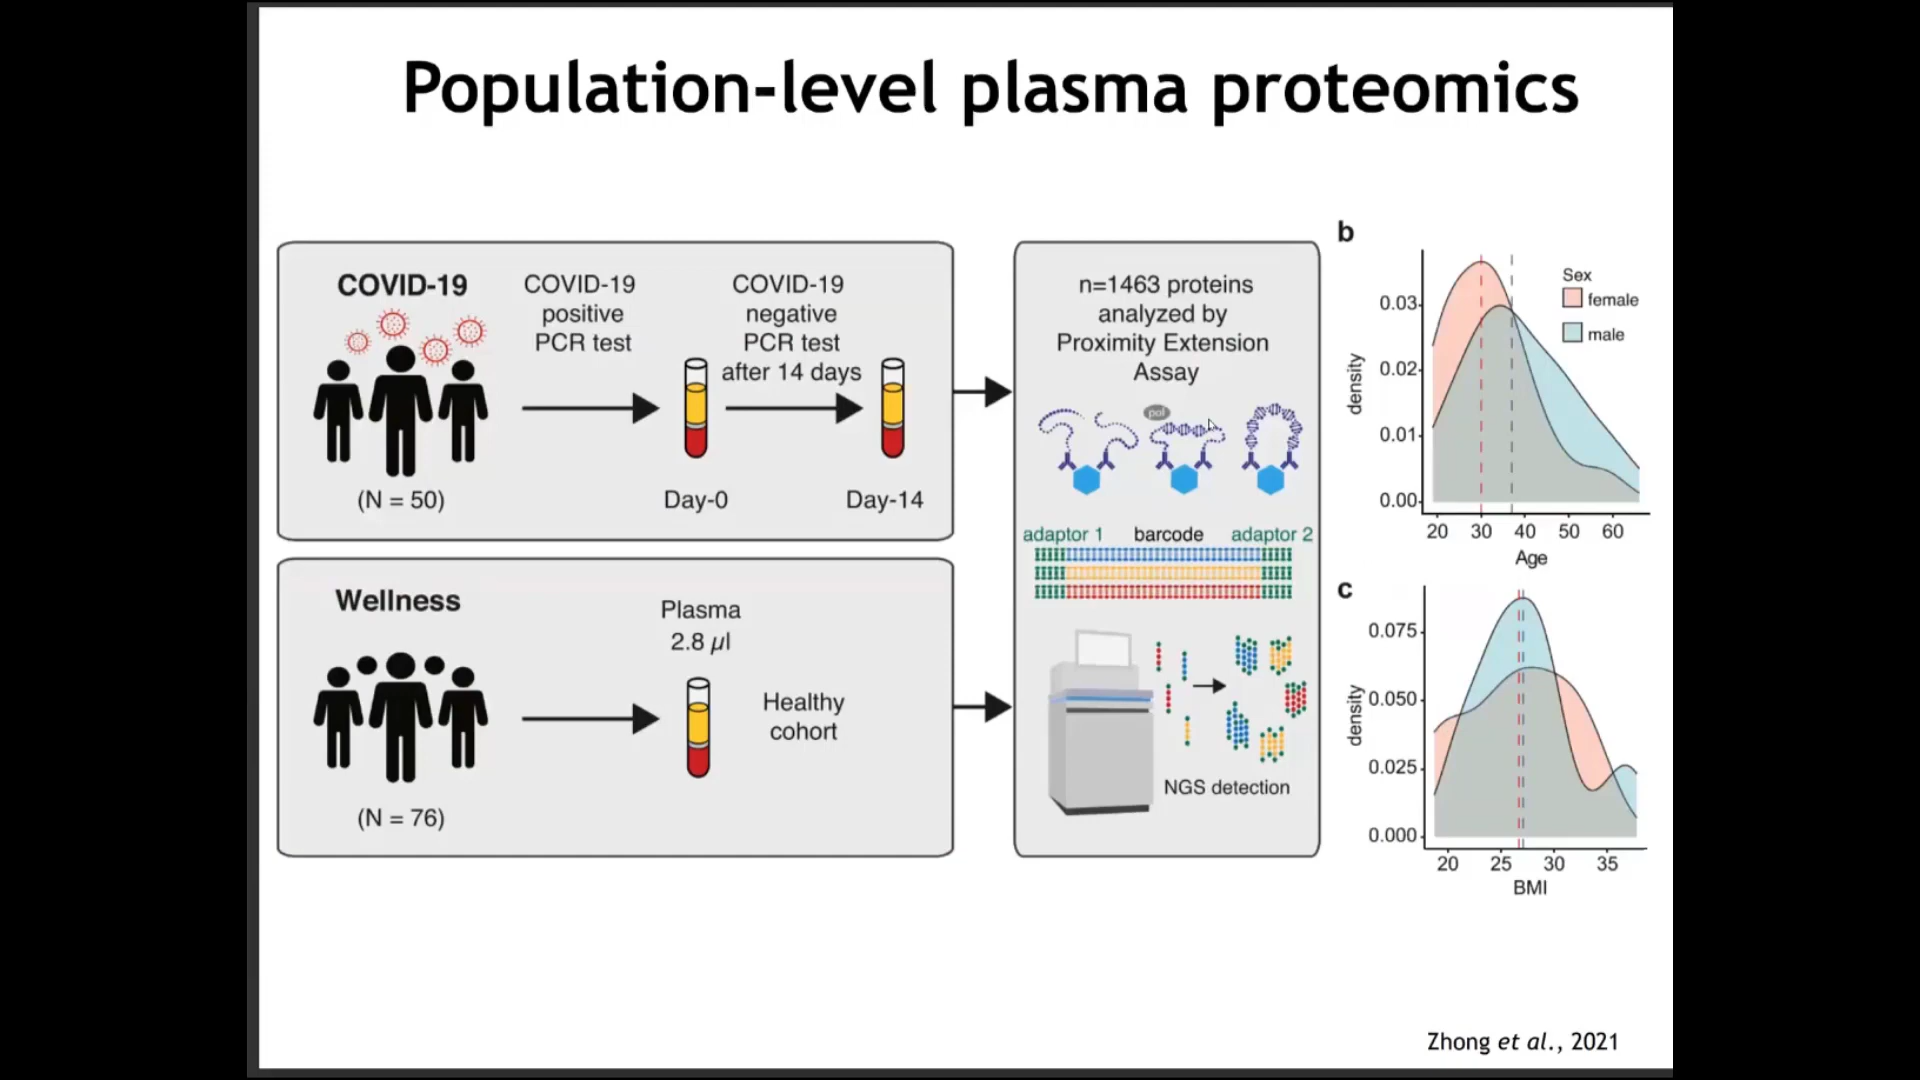 Population-level plasma proteomics
COVID-19
COVID-19
positive
PCR test
COVID-19
negative
PCR test
after 14 days
(N = 50)
Day-0
Day-14
Wellness
Plasma
2.8 µl
Healthy
cohort
(N = 76)
n=1463 proteins
analyzed by
Proximity Extension
Assay
pol
adaptor 1 barcode adaptor 2
NGS detection
b
Sex
female
male
density
0.03
0.02
0.01
0.00
20 30 40 50 60
Age
c
density
0.075
0.050
0.025
0.000
20 25 30 35
BMI
Zhong et al., 2021